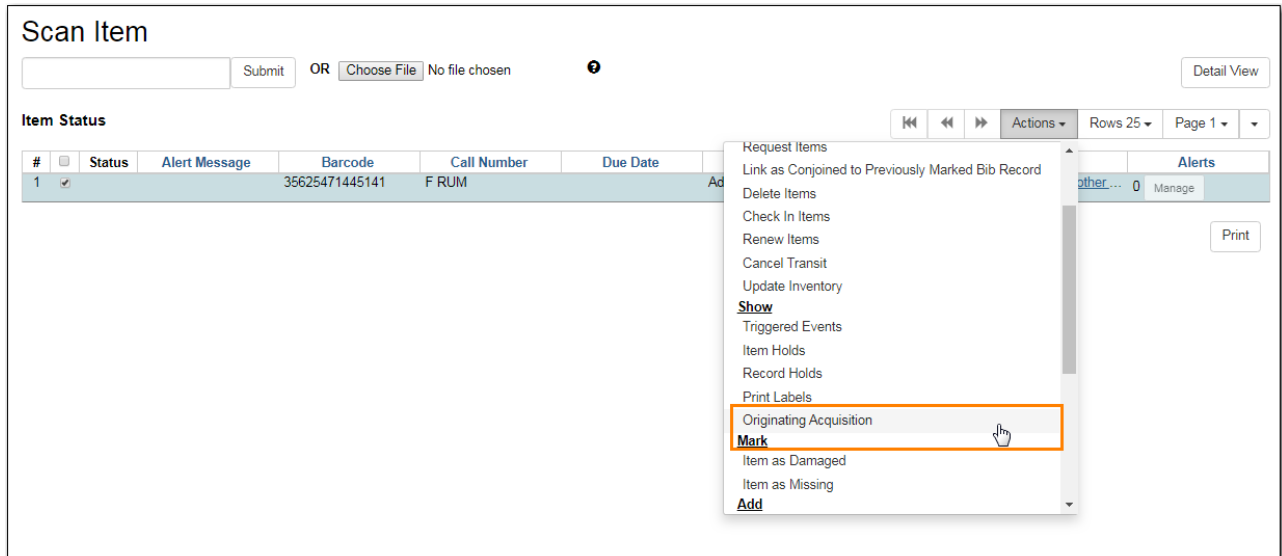 Scan Item
Submit OR Choose File No file chosen Detail View
Item Status Actions Rows 25 Page 1
# Status Alert Message Barcode Call Number Due Date Alerts
1 35625471445141 F RUM Ad other ... 0 Manage
Print
Request Items
Link as Conjoined to Previously Marked Bib Record
Delete Items
Check In Items
Renew Items
Cancel Transit
Update Inventory
Show
Triggered Events
Item Holds
Record Holds
Print Labels
Originating Acquisition
Mark
Item as Damaged
Item as Missing
Add